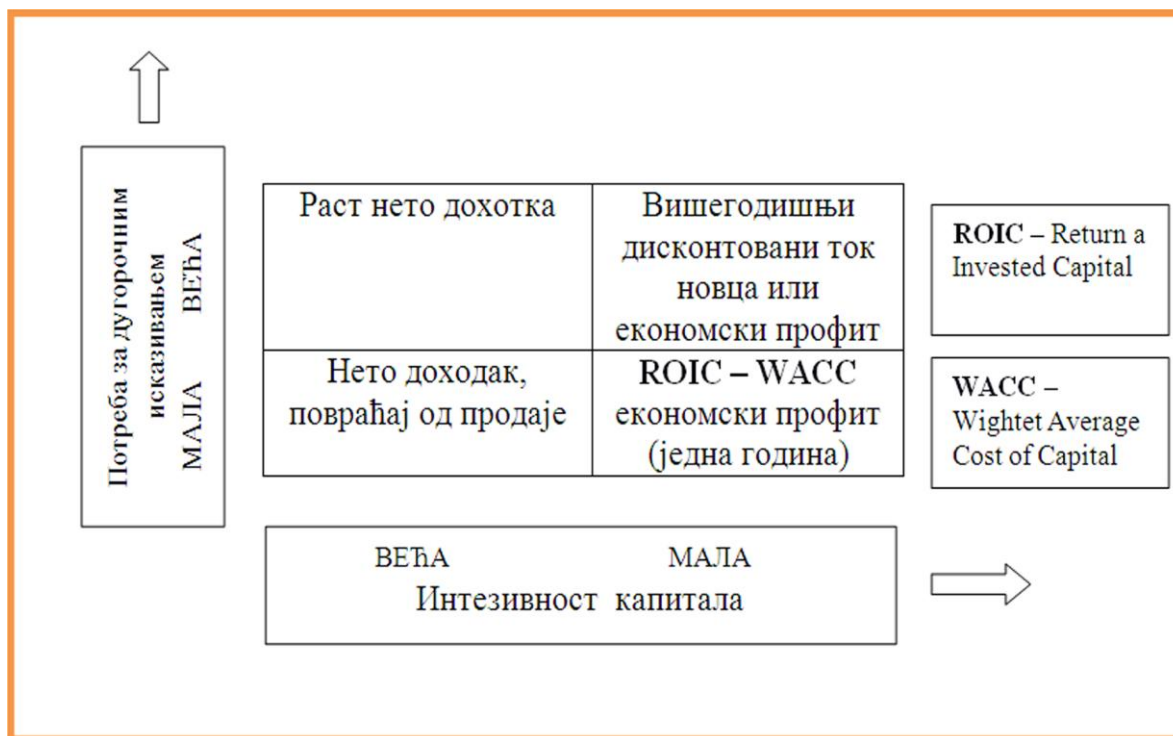 Потреба за дугорочним
исказивањем
МАЛА ВЕЋА
Раст нето дохотка
Вишегодишњи
дисконтовани ток
новца или
економски профит
Нето доходак,
повраћај од продаје
ROIC – WACC
економски профит
(једна година)
ROIC – Return a
Invested Capital
WACC –
Wightet Average
Cost of Capital
ВЕЋА МАЛА
Интезивност капитала